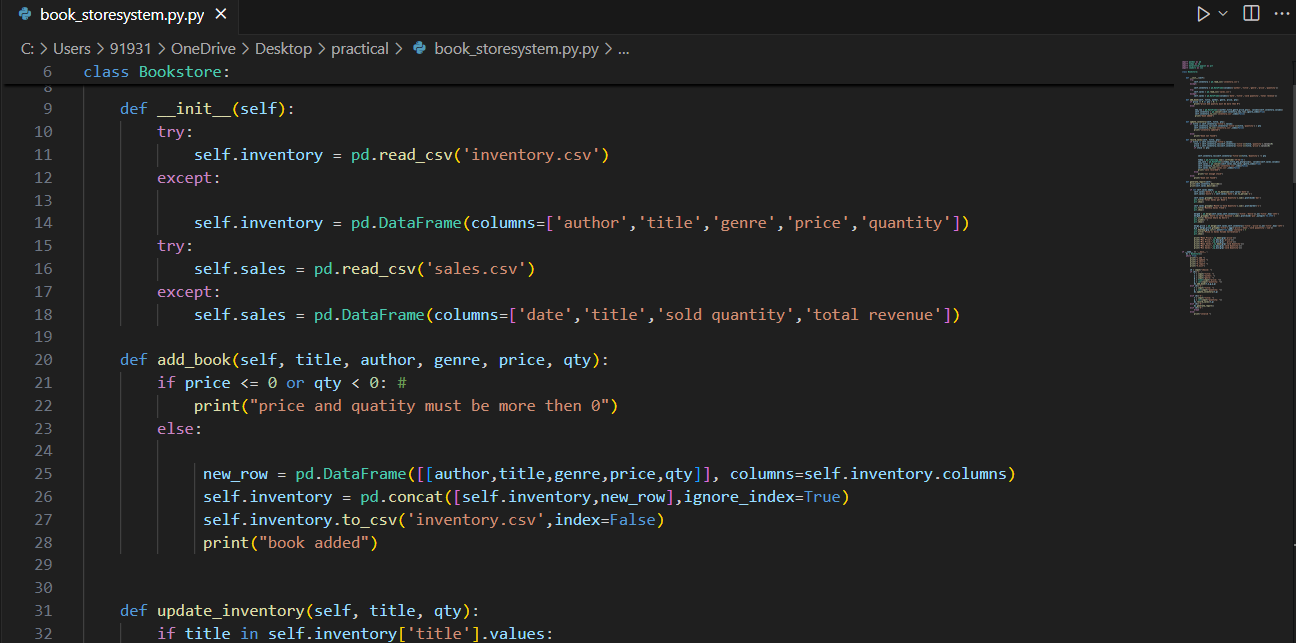 book_storesystem.py.py
C: > Users > 91931 > OneDrive > Desktop > practical > book_storesystem.py.py > ...
6 class Bookstore:
8
9 def __init__(self):
10 try:
11 self.inventory = pd.read_csv('inventory.csv')
12 except:
13
14 self.inventory = pd.DataFrame(columns=['author','title','genre','price','quantity'])
15 try:
16 self.sales = pd.read_csv('sales.csv')
17 except:
18 self.sales = pd.DataFrame(columns=['date','title','sold quantity','total revenue'])
19
20 def add_book(self, title, author, genre, price, qty):
21 if price <= 0 or qty < 0: #
22 print("price and quatity must be more then 0")
23 else:
24
25 new_row = pd.DataFrame([[author,title,genre,price,qty]], columns=self.inventory.columns)
26 self.inventory = pd.concat([self.inventory,new_row],ignore_index=True)
27 self.inventory.to_csv('inventory.csv',index=False)
28 print("book added")
29
30
31 def update_inventory(self, title, qty):
32 if title in self.inventory['title'].values: